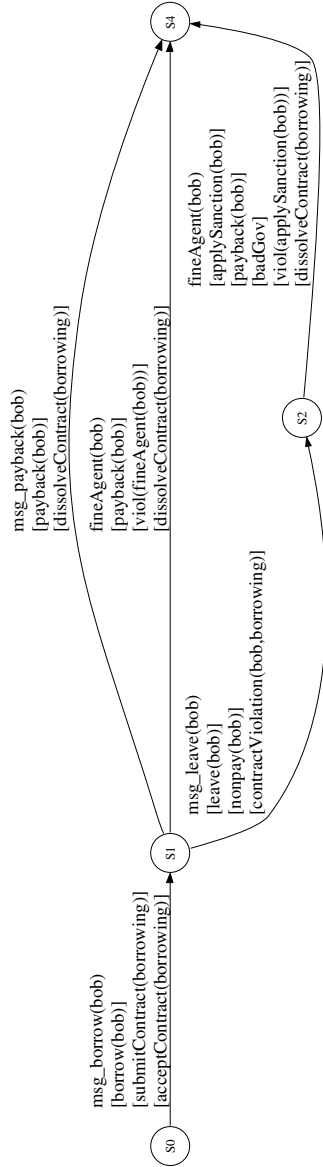 S0
msg_borrow(bob)
[borrow(bob)]
[submitContract(borrowing)]
[acceptContract(borrowing)]
S1
msg_payback(bob)
[payback(bob)]
[dissolveContract(borrowing)]
fineAgent(bob)
[payback(bob)]
[viol(fineAgent(bob))]
[dissolveContract(borrowing)]
msg_leave(bob)
[leave(bob)]
[nonpay(bob)]
[contractViolation(bob,borrowing)]
S2
fineAgent(bob)
[applySanction(bob)]
[payback(bob)]
[badGov]
[viol(applySanction(bob))]
[dissolveContract(borrowing)]
S4